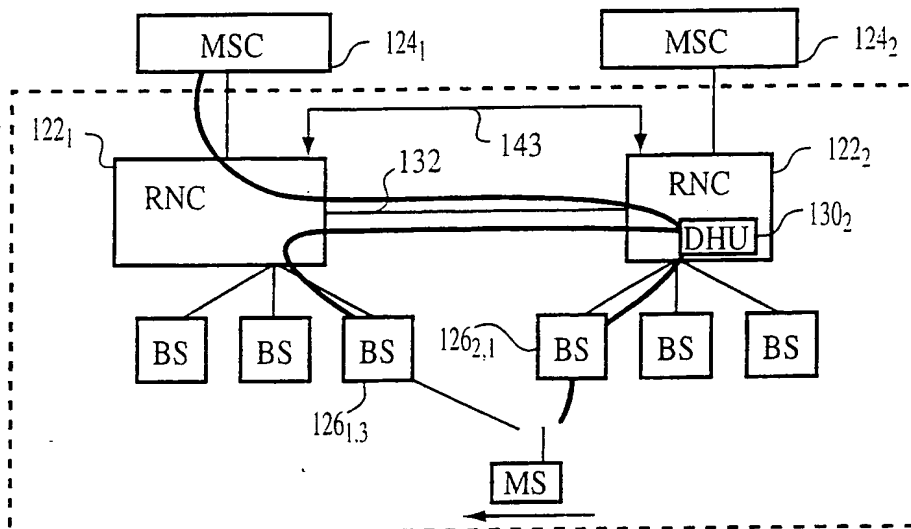 MSC
124₁
MSC
124₂
122₁
143
122₂
RNC
132
RNC
130₂
DHU
BS
BS
BS
126₂,₁
BS
BS
BS
126₁,₃
MS